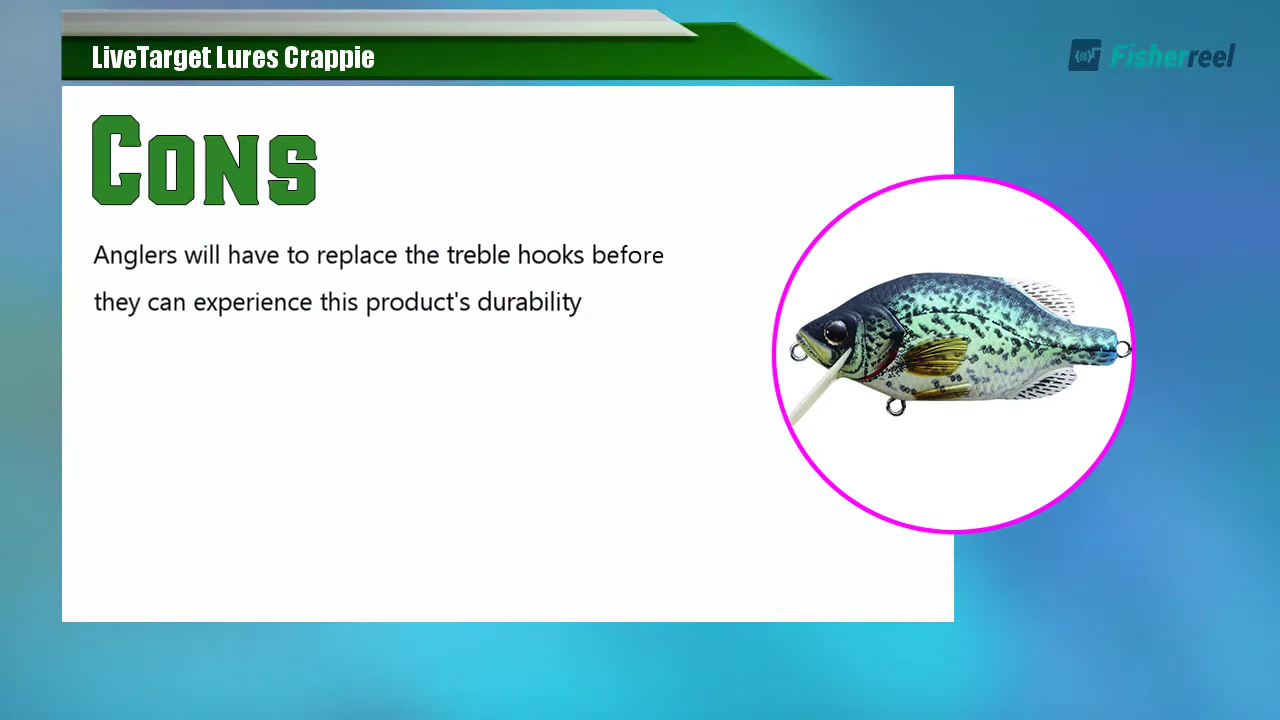 LiveTarget Lures Crappie
Fisherreel
Cons
Anglers will have to replace the treble hooks before
they can experience this product's durability